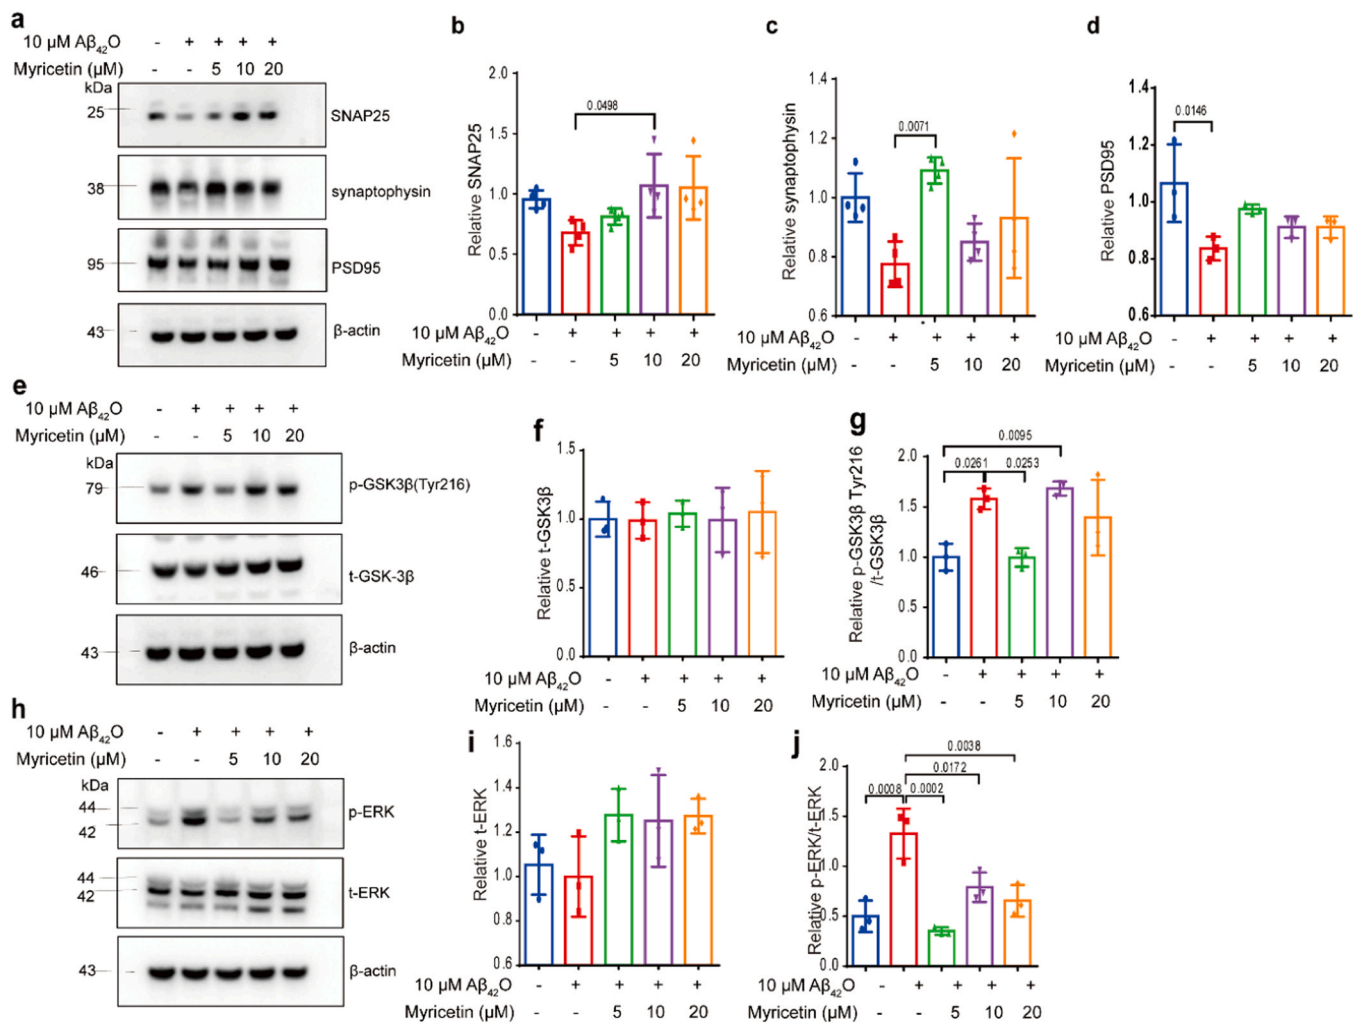 a
10 μM Aβ42O - + + + +
Myricetin (μM) - - 5 10 20
kDa
25 SNAP25
38 synaptophysin
95 PSD95
43 β-actin
b
Relative SNAP25
2.0
1.5
1.0
0.5
0.0
0.0498
10 μM Aβ42O - + + + +
Myricetin (μM) - - 5 10 20
c
Relative synaptophysin
1.4
1.2
1.0
0.8
0.6
0.0071
10 μM Aβ42O - + + + +
Myricetin (μM) - - 5 10 20
d
Relative PSD95
1.4
1.2
1.0
0.8
0.6
0.0146
10 μM Aβ42O - + + + +
Myricetin (μM) - - 5 10 20
e
10 μM Aβ42O - + + + +
Myricetin (μM) - - 5 10 20
kDa
79 p-GSK3β(Tyr216)
46 t-GSK-3β
43 β-actin
f
Relative t-GSK3β
1.5
1.0
0.5
0.0
10 μM Aβ42O - + + + +
Myricetin (μM) - - 5 10 20
g
Relative p-GSK3β Tyr216
/t-GSK3β
2.0
1.5
1.0
0.5
0.0
0.0095
0.0261 0.0253
10 μM Aβ42O - + + + +
Myricetin (μM) - - 5 10 20
h
10 μM Aβ42O - + + + +
Myricetin (μM) - - 5 10 20
kDa
44 p-ERK
42
44
42 t-ERK
43 β-actin
i
Relative t-ERK
1.6
1.4
1.2
1.0
0.8
0.6
10 μM Aβ42O - + + + +
Myricetin (μM) - - 5 10 20
j
Relative p-ERK/t-ERK
2.0
1.5
1.0
0.5
0.0
0.0038
0.0172
0.0008 0.0002
10 μM Aβ42O - + + + +
Myricetin (μM) - - 5 10 20